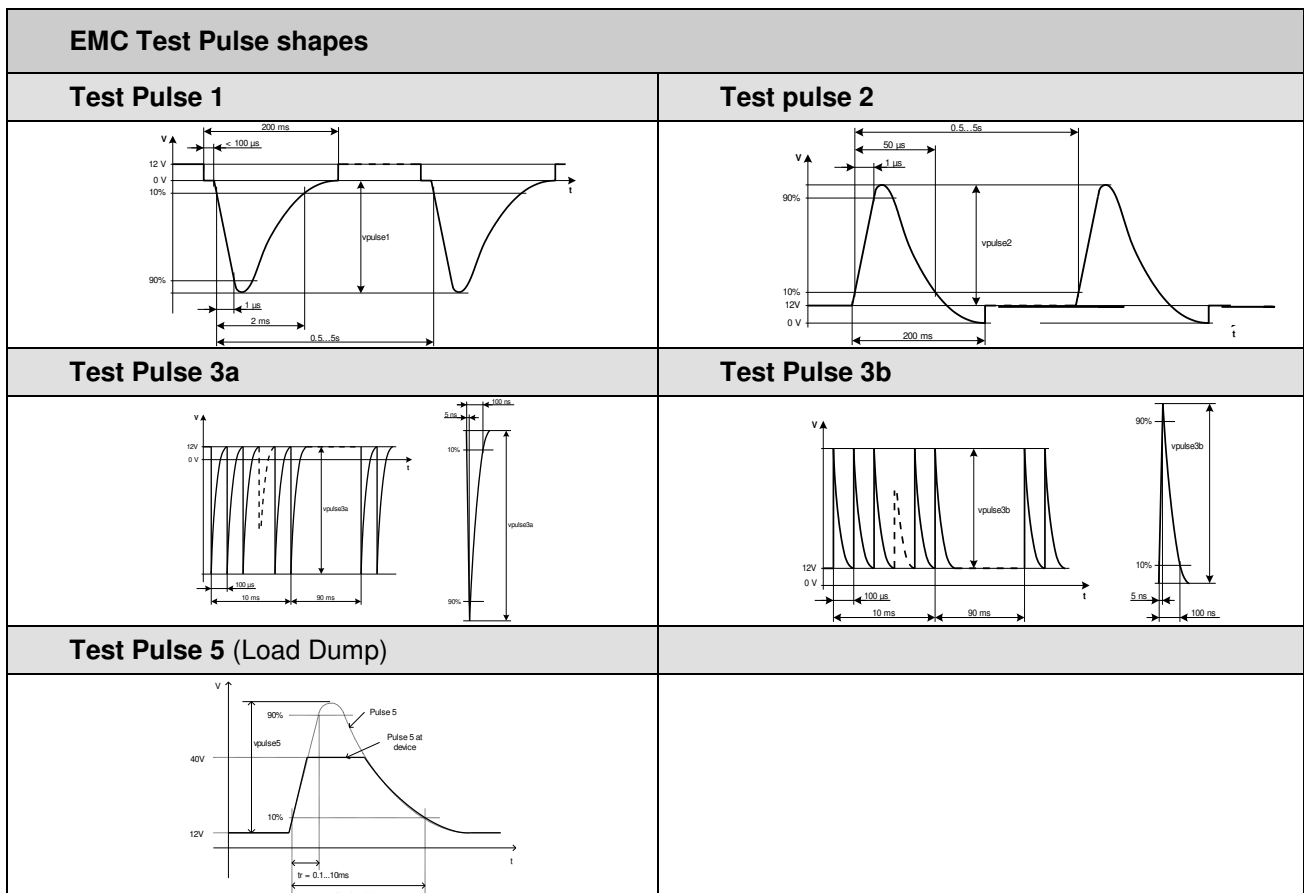 EMC Test Pulse shapes
Test Pulse 1
Test pulse 2
200 ms
V
< 100 µs
12 V
0 V
t
10%
vpulse1
90%
1 µs
2 ms
0.5...5s
0.5...5s
50 µs
V
1 µs
90%
vpulse2
10%
12V
0 V
t
200 ms
Test Pulse 3a
Test Pulse 3b
V
12V
0 V
t
vpulse3a
100 µs
10 ms
90 ms
100 ns
5 ns
10%
vpulse3a
90%
V
vpulse3b
12V
0 V
t
100 µs
10 ms
90 ms
90%
vpulse3b
10%
5 ns
100 ns
Test Pulse 5 (Load Dump)
V
90%
Pulse 5
vpulse5
Pulse 5 at
device
40V
10%
12V
t
tr = 0.1...10ms